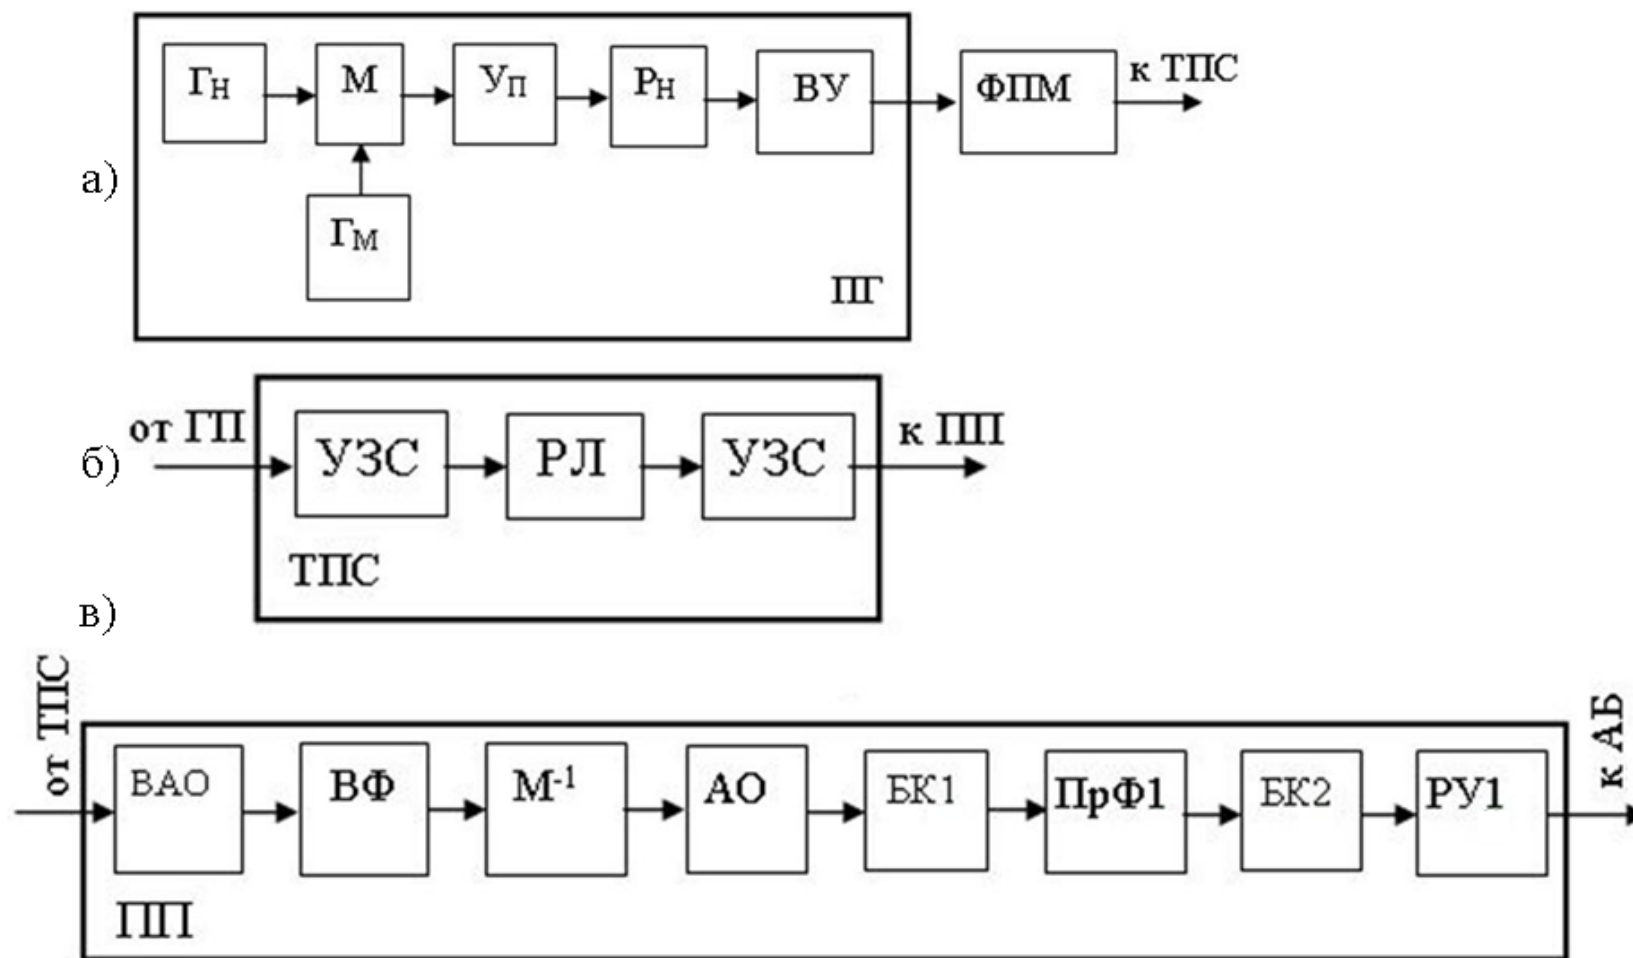 Гн М Уп Рн ВУ ФПМ к ТПС
а)
Гм
ПГ
от ГП УЗС РЛ УЗС к ПП
б)
ТПС
в)
от ТПС ВАО ВФ М-1 АО БК1 ПрФ1 БК2 РУ1 к АБ
ПП